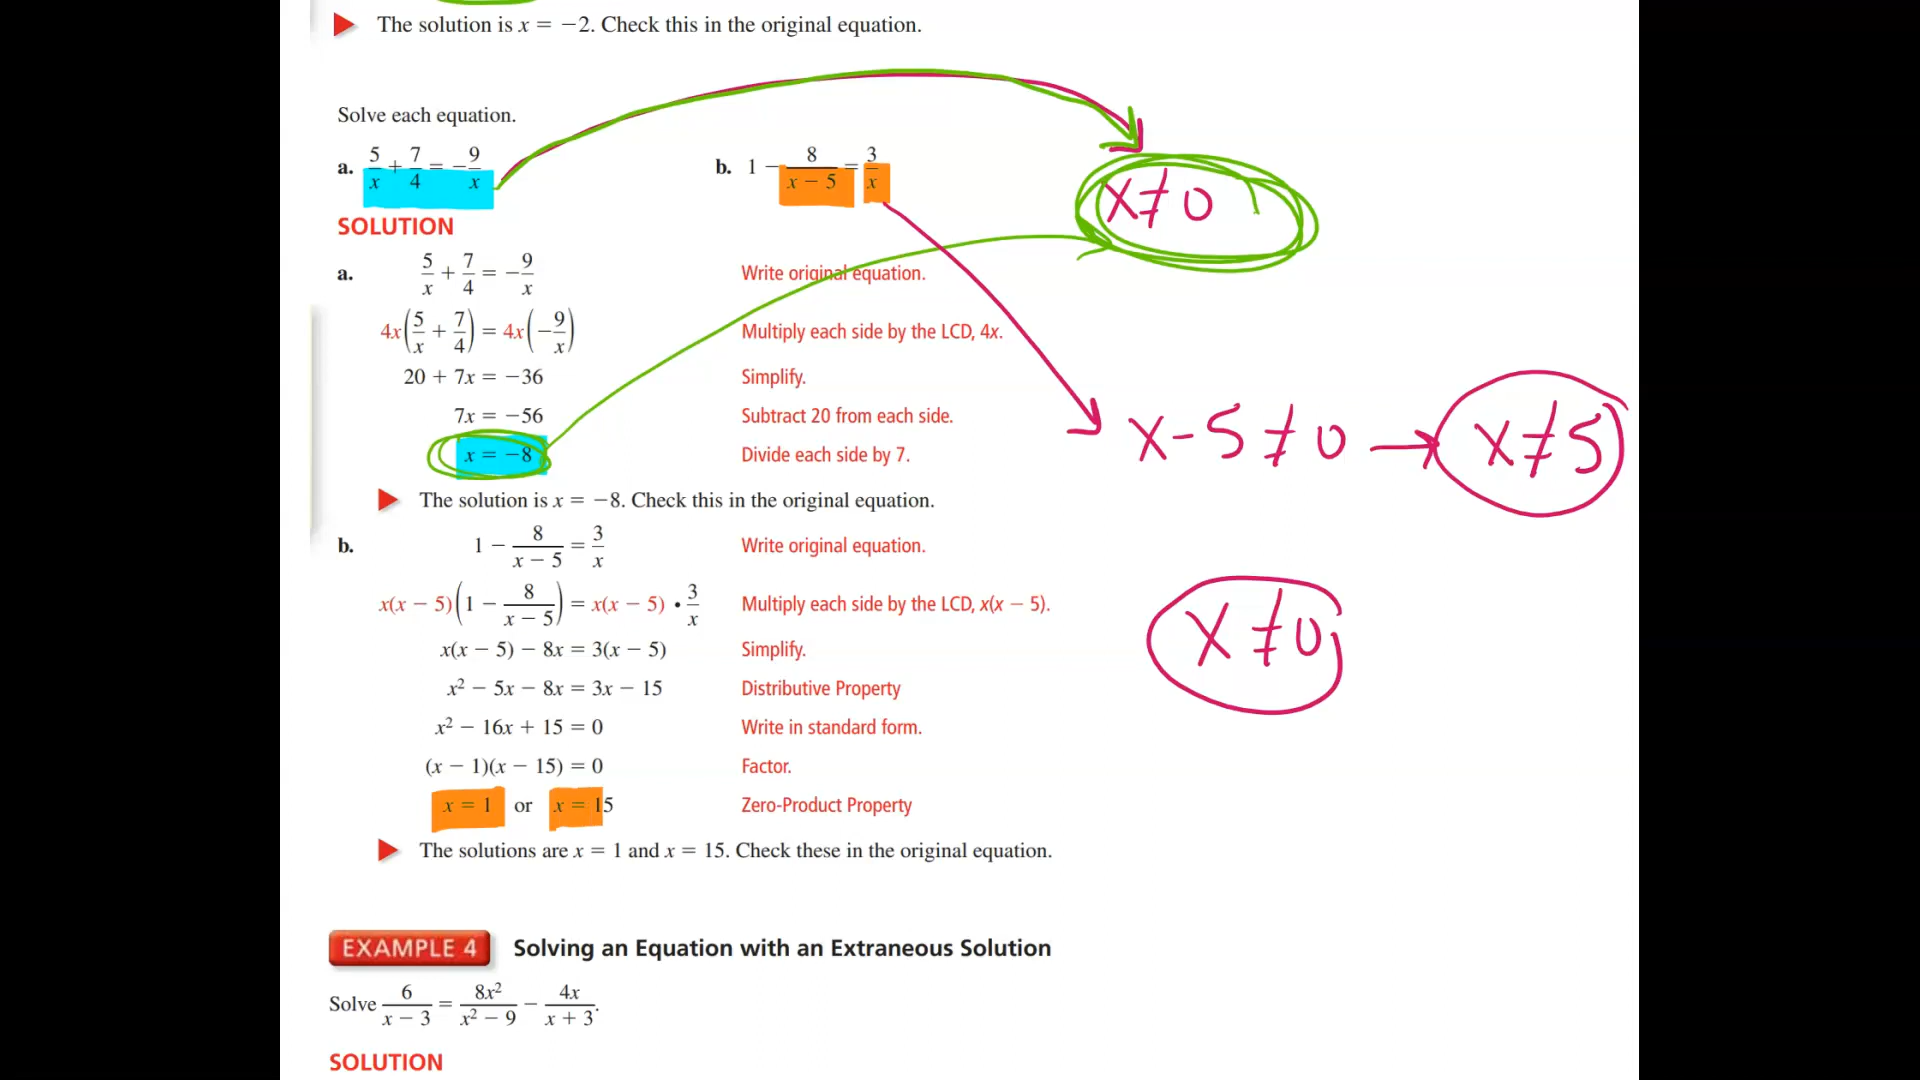 The solution is x = −2. Check this in the original equation.
Solve each equation.
a. 5/x + 7/4 = −9/x b. 1 − 8/(x − 5) = 3/x
x ≠ 0
SOLUTION
a. 5/x + 7/4 = −9/x Write original equation.
4x(5/x + 7/4) = 4x(−9/x) Multiply each side by the LCD, 4x.
20 + 7x = −36 Simplify.
7x = −56 Subtract 20 from each side.
x − 5 ≠ 0 → x ≠ 5
x = −8 Divide each side by 7.
The solution is x = −8. Check this in the original equation.
b. 1 − 8/(x − 5) = 3/x Write original equation.
x(x − 5)(1 − 8/(x − 5)) = x(x − 5) • 3/x Multiply each side by the LCD, x(x − 5).
x ≠ 0
x(x − 5) − 8x = 3(x − 5) Simplify.
x² − 5x − 8x = 3x − 15 Distributive Property
x² − 16x + 15 = 0 Write in standard form.
(x − 1)(x − 15) = 0 Factor.
x = 1 or x = 15 Zero-Product Property
The solutions are x = 1 and x = 15. Check these in the original equation.
EXAMPLE 4 Solving an Equation with an Extraneous Solution
Solve 6/(x − 3) = 8x²/(x² − 9) − 4x/(x + 3).
SOLUTION